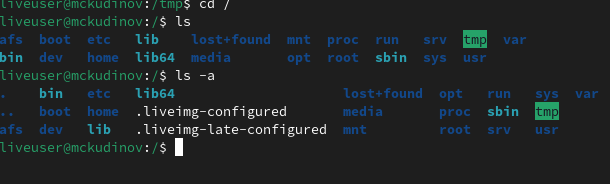 liveuser@mckudinov:/tmp$ cd /
liveuser@mckudinov:/$ ls
afs boot etc lib lost+found mnt proc run srv tmp var
bin dev home lib64 media opt root sbin sys usr
liveuser@mckudinov:/$ ls -a
. bin etc lib64 lost+found opt run sys var
.. boot home .liveimg-configured media proc sbin tmp
afs dev lib .liveimg-late-configured mnt root srv usr
liveuser@mckudinov:/$